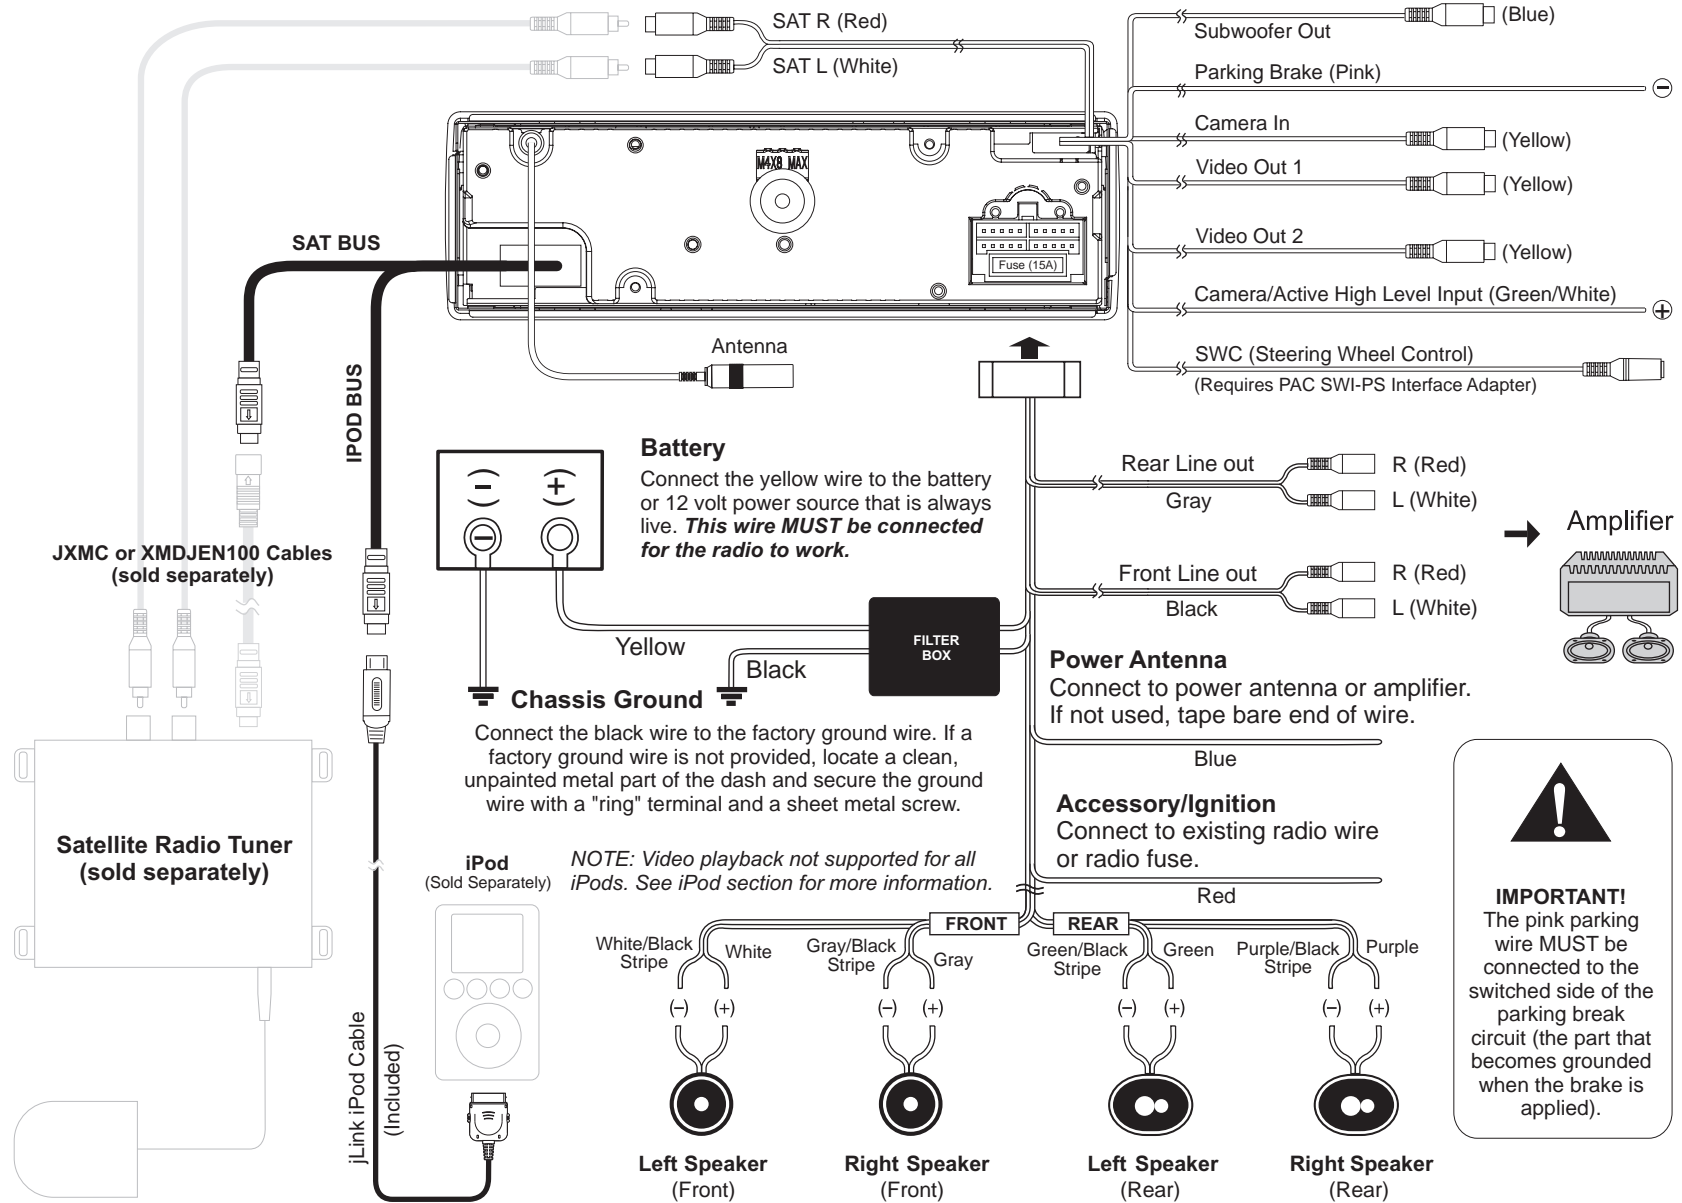 SAT R (Red)
SAT L (White)
(Blue)
Subwoofer Out
Parking Brake (Pink)
Camera In
(Yellow)
Video Out 1
(Yellow)
Video Out 2
(Yellow)
Camera/Active High Level Input (Green/White)
SWC (Steering Wheel Control)
(Requires PAC SWI-PS Interface Adapter)
M4X8 MAX
Fuse (15A)
SAT BUS
IPOD BUS
Antenna
JXMC or XMDJEN100 Cables
(sold separately)
Battery
Connect the yellow wire to the battery
or 12 volt power source that is always
live. This wire MUST be connected
for the radio to work.
(-)
(+)
Rear Line out
Gray
R (Red)
L (White)
Front Line out
Black
R (Red)
L (White)
Amplifier
Yellow
Black
FILTER
BOX
Chassis Ground
Connect the black wire to the factory ground wire. If a
factory ground wire is not provided, locate a clean,
unpainted metal part of the dash and secure the ground
wire with a "ring" terminal and a sheet metal screw.
Power Antenna
Connect to power antenna or amplifier.
If not used, tape bare end of wire.
Blue
Accessory/Ignition
Connect to existing radio wire
or radio fuse.
Red
Satellite Radio Tuner
(sold separately)
iPod
(Sold Separately)
NOTE: Video playback not supported for all
iPods. See iPod section for more information.
jLink iPod Cable
(Included)
FRONT
REAR
White/Black
Stripe
White
Gray/Black
Stripe
Gray
Green/Black
Stripe
Green
Purple/Black
Stripe
Purple
(-)
(+)
(-)
(+)
(-)
(+)
(-)
(+)
Left Speaker
(Front)
Right Speaker
(Front)
Left Speaker
(Rear)
Right Speaker
(Rear)
IMPORTANT!
The pink parking
wire MUST be
connected to the
switched side of the
parking break
circuit (the part that
becomes grounded
when the brake is
applied).